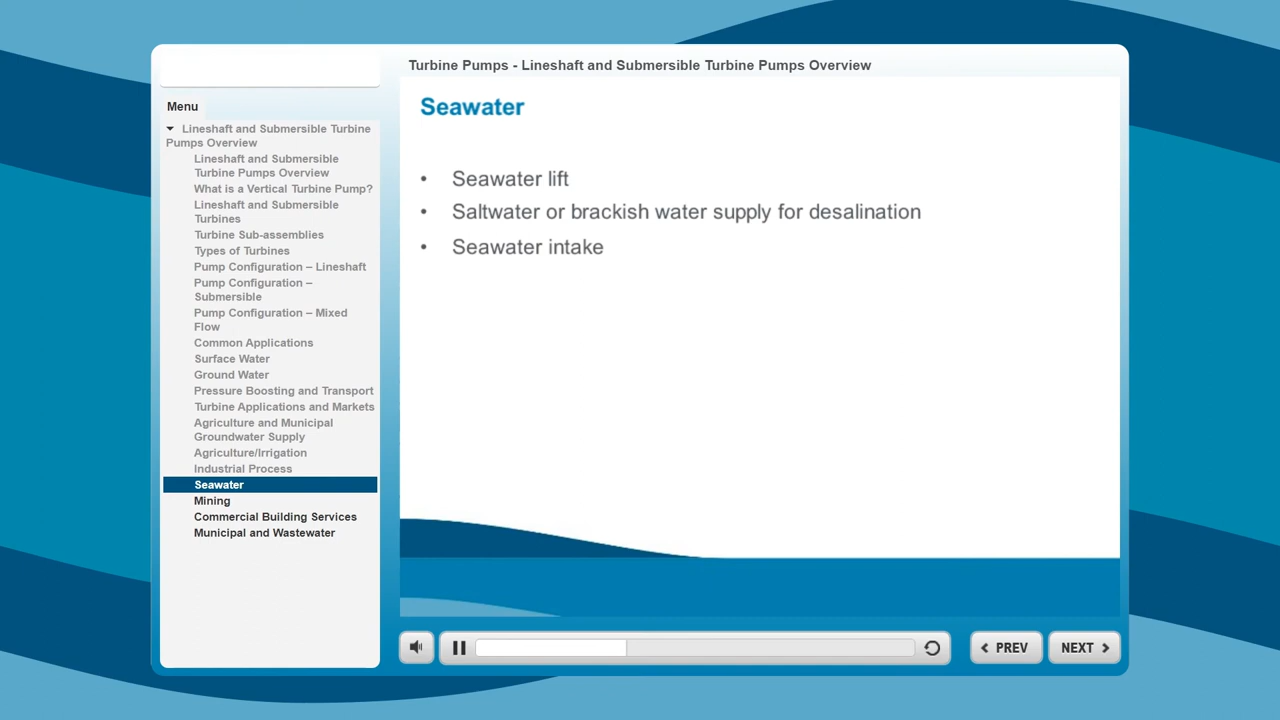 Turbine Pumps - Lineshaft and Submersible Turbine Pumps Overview
Menu
Lineshaft and Submersible Turbine
Pumps Overview
Lineshaft and Submersible
Turbine Pumps Overview
What is a Vertical Turbine Pump?
Lineshaft and Submersible
Turbines
Turbine Sub-assemblies
Types of Turbines
Pump Configuration – Lineshaft
Pump Configuration –
Submersible
Pump Configuration – Mixed
Flow
Common Applications
Surface Water
Ground Water
Pressure Boosting and Transport
Turbine Applications and Markets
Agriculture and Municipal
Groundwater Supply
Agriculture/Irrigation
Industrial Process
Seawater
Mining
Commercial Building Services
Municipal and Wastewater
Seawater
• Seawater lift
• Saltwater or brackish water supply for desalination
• Seawater intake
PREV
NEXT